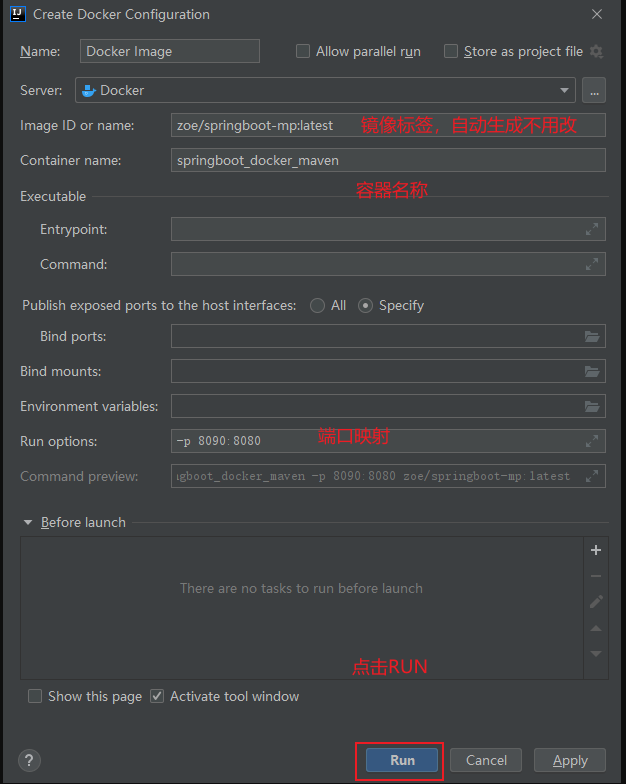 IJ Create Docker Configuration
Name: Docker Image Allow parallel run Store as project file
Server: Docker ...
Image ID or name: zoe/springboot-mp:latest 镜像标签，自动生成不用改
Container name: springboot_docker_maven
容器名称
Executable
Entrypoint:
Command:
Publish exposed ports to the host interfaces: All Specify
Bind ports:
Bind mounts:
Environment variables:
Run options: -p 8090:8080 端口映射
Command preview: ıgboot_docker_maven -p 8090:8080 zoe/springboot-mp:latest
Before launch
There are no tasks to run before launch
点击RUN
Show this page Activate tool window
? Run Cancel Apply